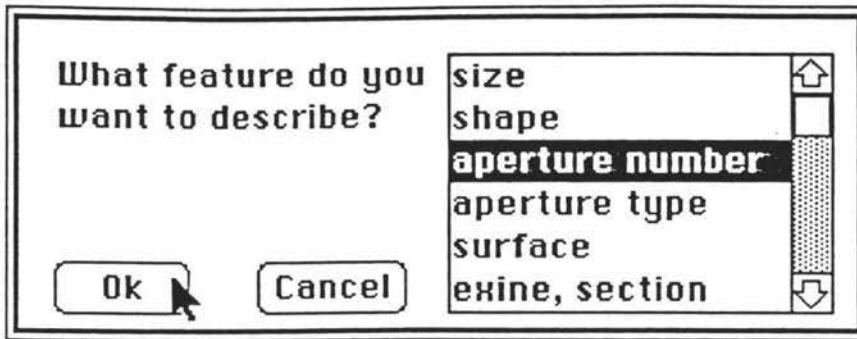 What feature do you
want to describe?
size
shape
aperture number
aperture type
surface
exine, section
Ok
Cancel